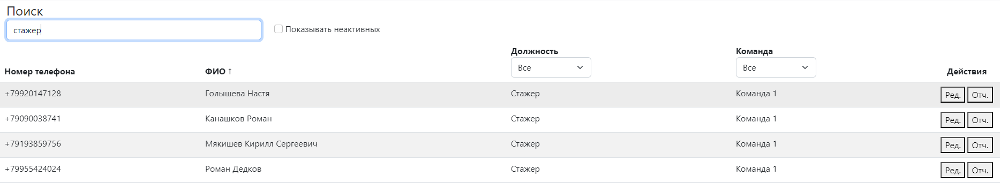 Поиск
стажер
Показывать неактивных
Должность
Команда
Номер телефона ФИО ↑ Все Все Действия
+79920147128 Голышева Настя Стажер Команда 1 Ред. Отч.
+79090038741 Канашков Роман Стажер Команда 1 Ред. Отч.
+79193859756 Мякишев Кирилл Сергеевич Стажер Команда 1 Ред. Отч.
+79955424024 Роман Дедков Стажер Команда 1 Ред. Отч.